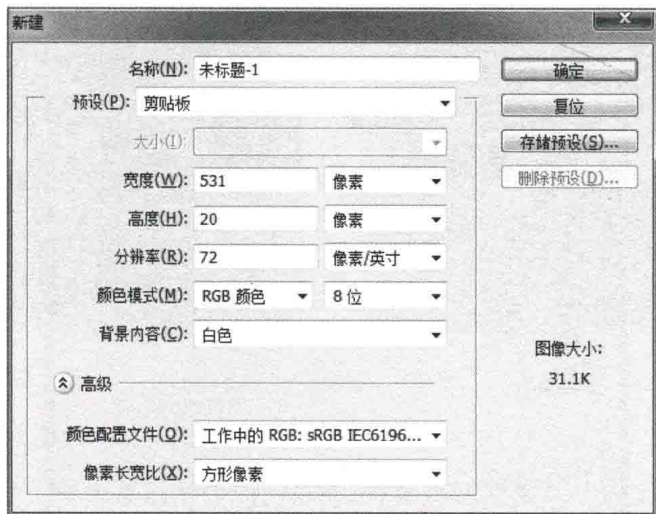 新建
名称(N): 未标题-1
确定
预设(P): 剪贴板
复位
大小(I):
存储预设(S)...
宽度(W): 531 像素
删除预设(D)...
高度(H): 20 像素
分辨率(R): 72 像素/英寸
颜色模式(M): RGB 颜色 8 位
背景内容(C): 白色
图像大小:
31.1K
高级
颜色配置文件(O): 工作中的 RGB: sRGB IEC6196...
像素长宽比(X): 方形像素